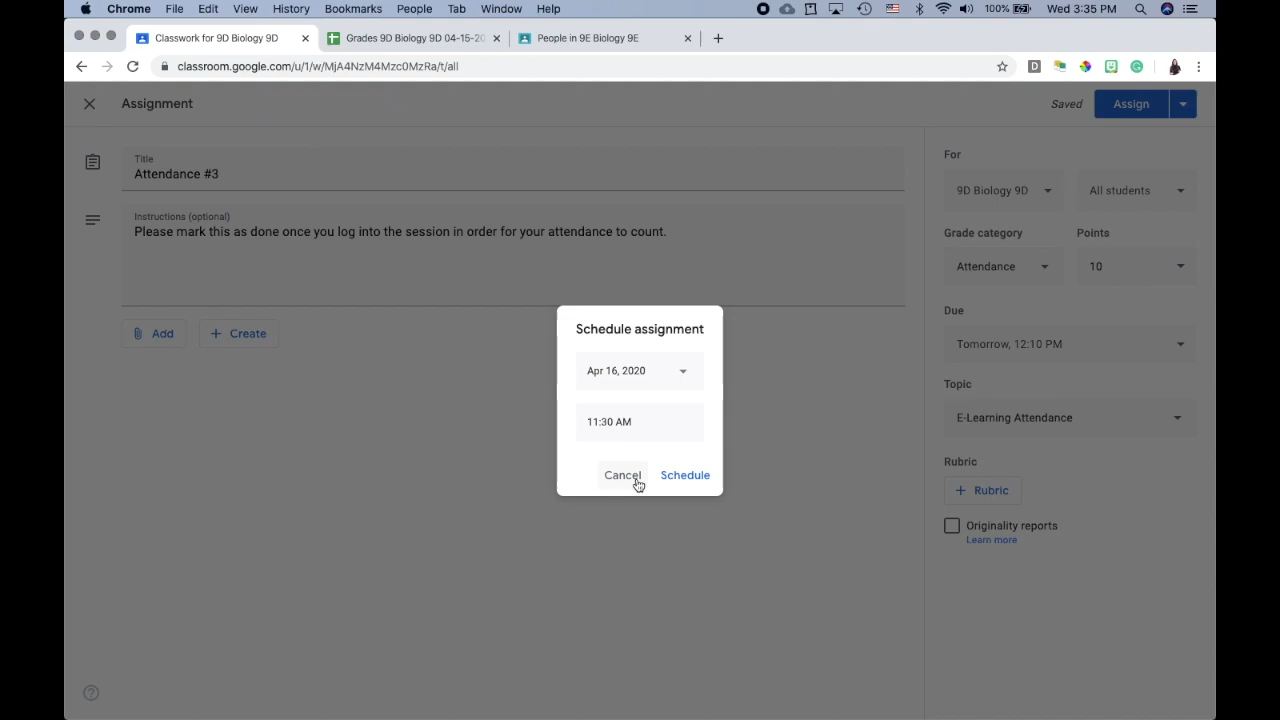 Chrome File Edit View History Bookmarks People Tab Window Help 100% Wed 3:35 PM
Classwork for 9D Biology 9D Grades 9D Biology 9D 04-15-20 People in 9E Biology 9E
classroom.google.com/u/1/w/MjA4NzM4Mzc0MzRa/t/all
Assignment Saved Assign
For
Title
Attendance #3
9D Biology 9D All students
Instructions (optional)
Please mark this as done once you log into the session in order for your attendance to count.
Grade category Points
Attendance 10
Due
Add Create
Tomorrow, 12:10 PM
Schedule assignment
Apr 16, 2020
11:30 AM
Cancel Schedule
Topic
E-Learning Attendance
Rubric
Rubric
Originality reports
Learn more